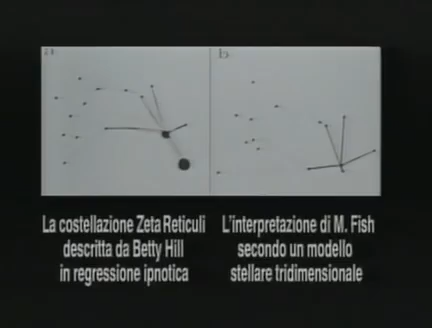 a
b
La costellazione Zeta Reticuli
descritta da Betty Hill
in regressione ipnotica
L'interpretazione di M. Fish
secondo un modello
stellare tridimensionale